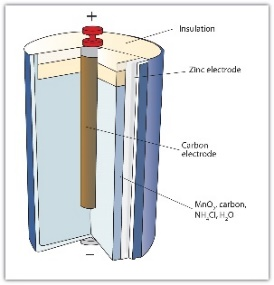 +
Insulation
Zinc electrode
Carbon
electrode
MnO₂, carbon,
NH₄Cl, H₂O
−